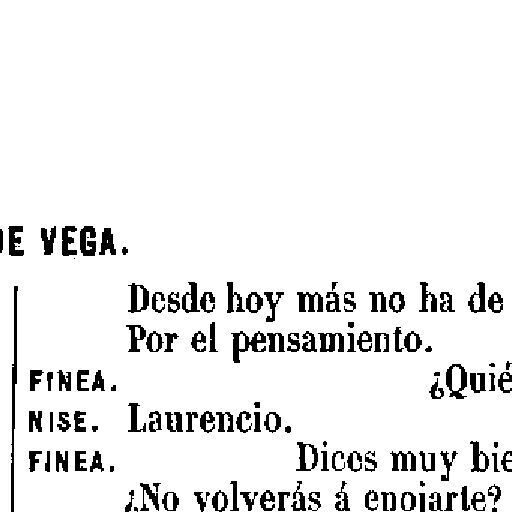 DE VEGA.
Desde hoy más no ha de
Por el pensamiento.
FINEA. ¿Quié
NISE. Laurencio.
FINEA. Dices muy bie
¿No volverás á enojarte?